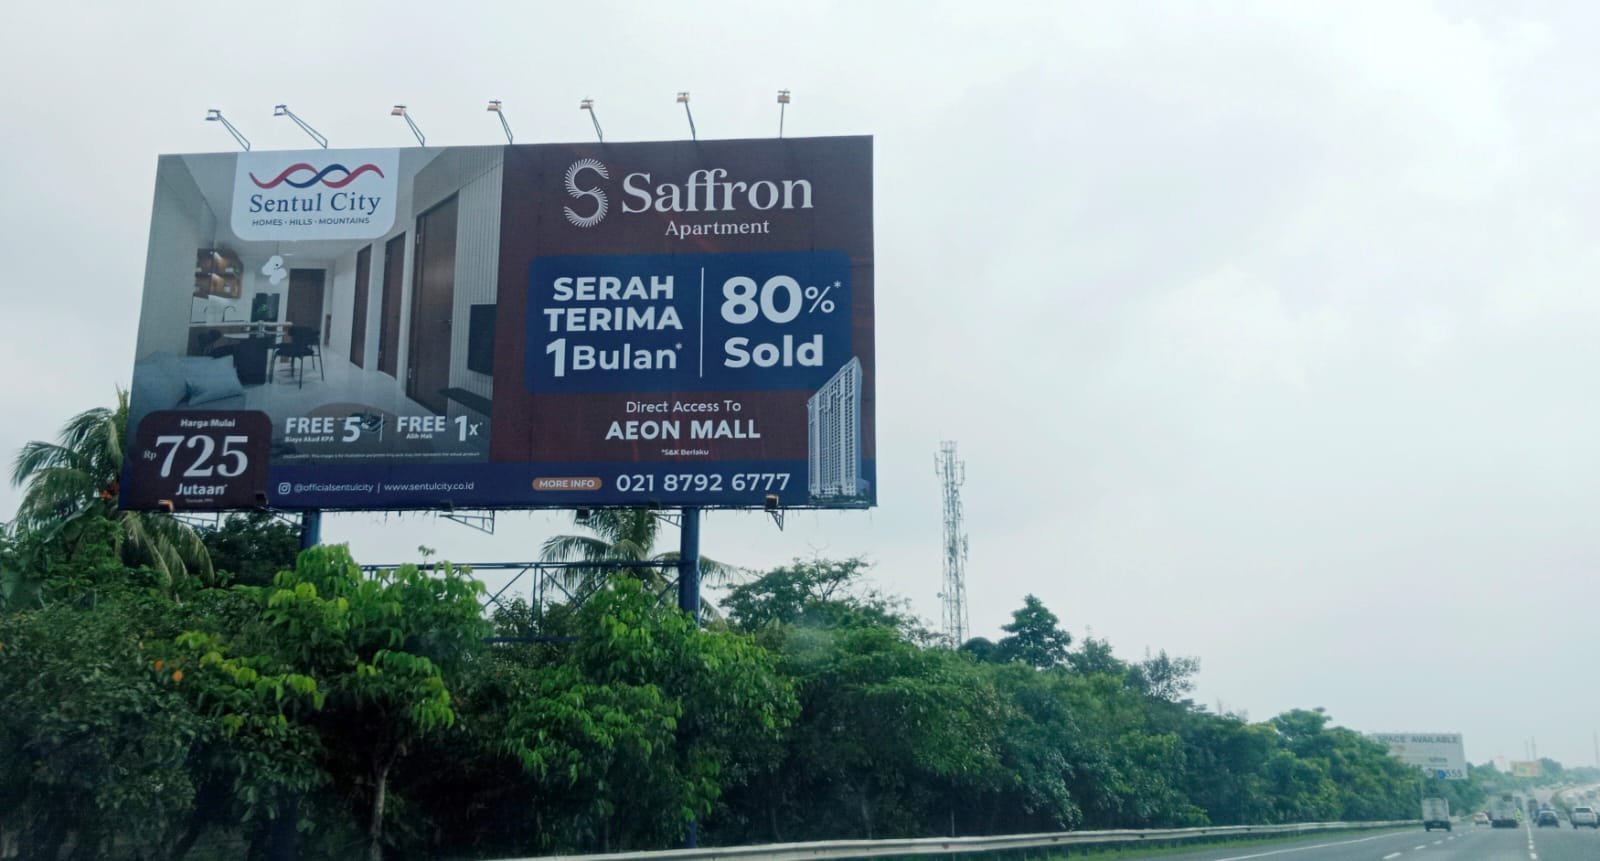 Sentul City
HOMES • HILLS • MOUNTAINS
Saffron
Apartment
SERAH
TERIMA
1 Bulan*
80%*
Sold
Direct Access To
AEON MALL
*S&K Berlaku
Harga Mulai
Rp 725
Jutaan*
FREE 5%
Biaya Akad KPA
FREE 1x*
Alih Hak
@officialsentulcity | www.sentulcity.co.id
MORE INFO 021 8792 6777
SPACE AVAILABLE